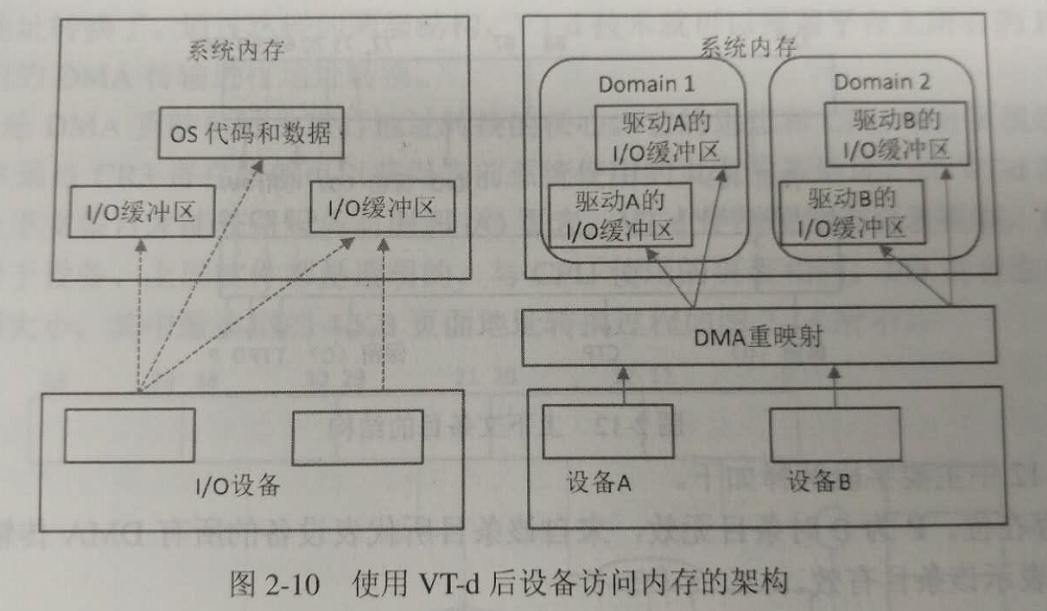 系统内存
OS 代码和数据
I/O缓冲区
I/O缓冲区
I/O设备
系统内存
Domain 1
驱动A的
I/O缓冲区
驱动A的
I/O缓冲区
Domain 2
驱动B的
I/O缓冲区
驱动B的
I/O缓冲区
DMA重映射
设备A
设备B
图 2-10 使用 VT-d 后设备访问内存的架构